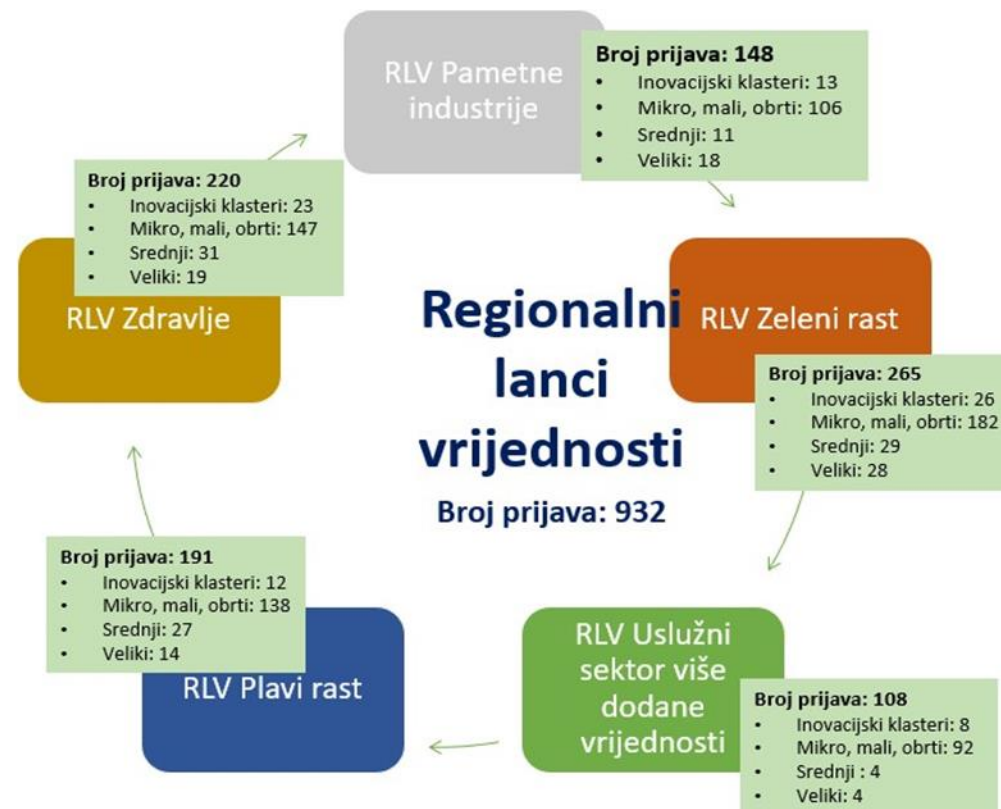 RLV Pametne
industrije
Broj prijava: 148
• Inovacijski klasteri: 13
• Mikro, mali, obrti: 106
• Srednji: 11
• Veliki: 18
Broj prijava: 220
• Inovacijski klasteri: 23
• Mikro, mali, obrti: 147
• Srednji: 31
• Veliki: 19
RLV Zdravlje
Regionalni
lanci
vrijednosti
Broj prijava: 932
RLV Zeleni rast
Broj prijava: 265
• Inovacijski klasteri: 26
• Mikro, mali, obrti: 182
• Srednji: 29
• Veliki: 28
Broj prijava: 191
• Inovacijski klasteri: 12
• Mikro, mali, obrti: 138
• Srednji: 27
• Veliki: 14
RLV Plavi rast
RLV Uslužni
sektor više
dodane
vrijednosti
Broj prijava: 108
• Inovacijski klasteri: 8
• Mikro, mali, obrti: 92
• Srednji : 4
• Veliki: 4